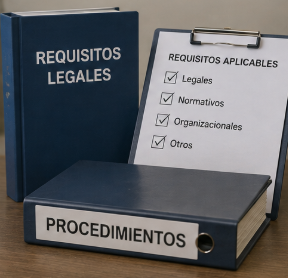 REQUISITOS
LEGALES
REQUISITOS APLICABLES
Legales
Normativos
Organizacionales
Otros
PROCEDIMIENTOS